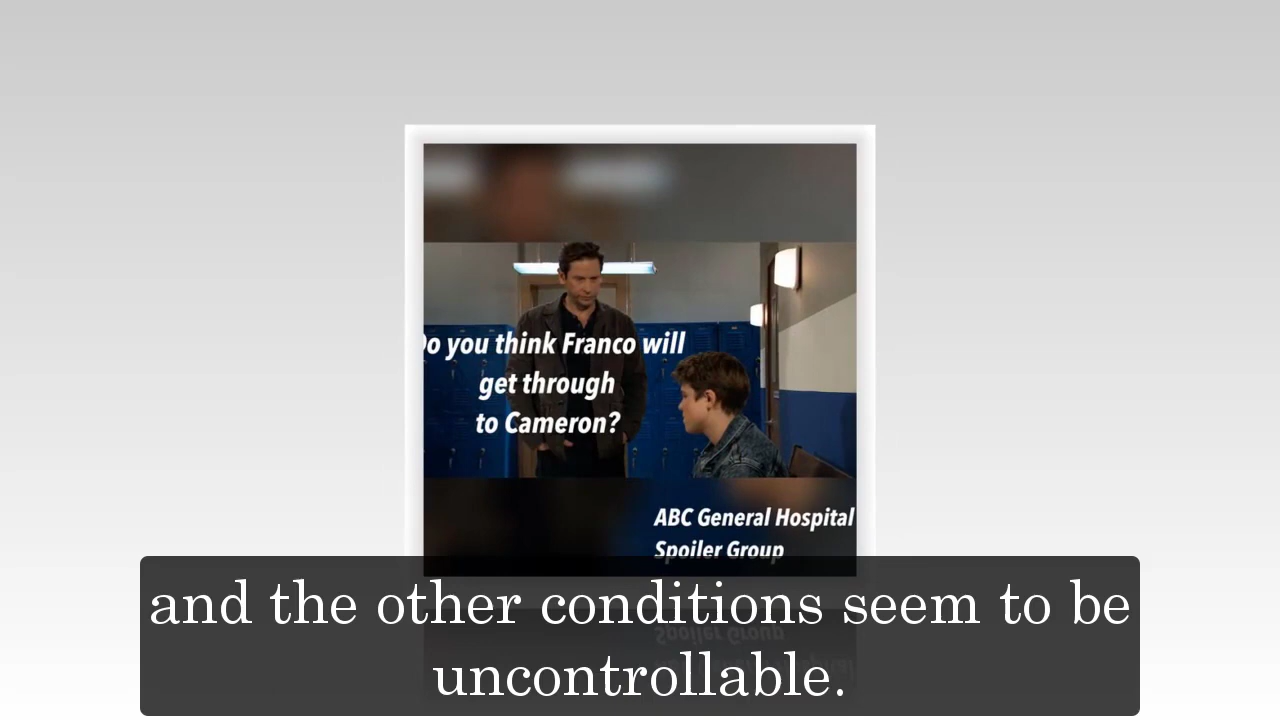 Do you think Franco will
get through
to Cameron?
ABC General Hospital
Spoiler Group
and the other conditions seem to be
uncontrollable.